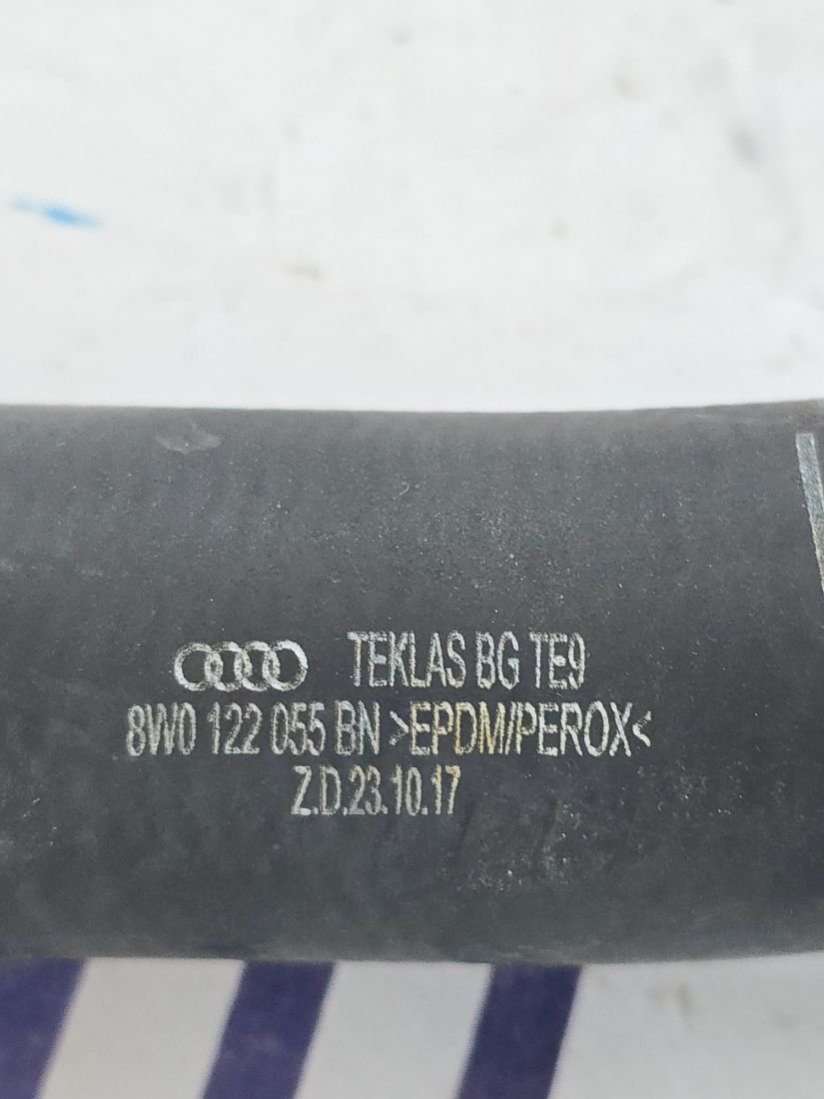 TEKLAS BG TE9
8W0 122 055 BN >EPDM/PEROX<
Z.D.23.10.17